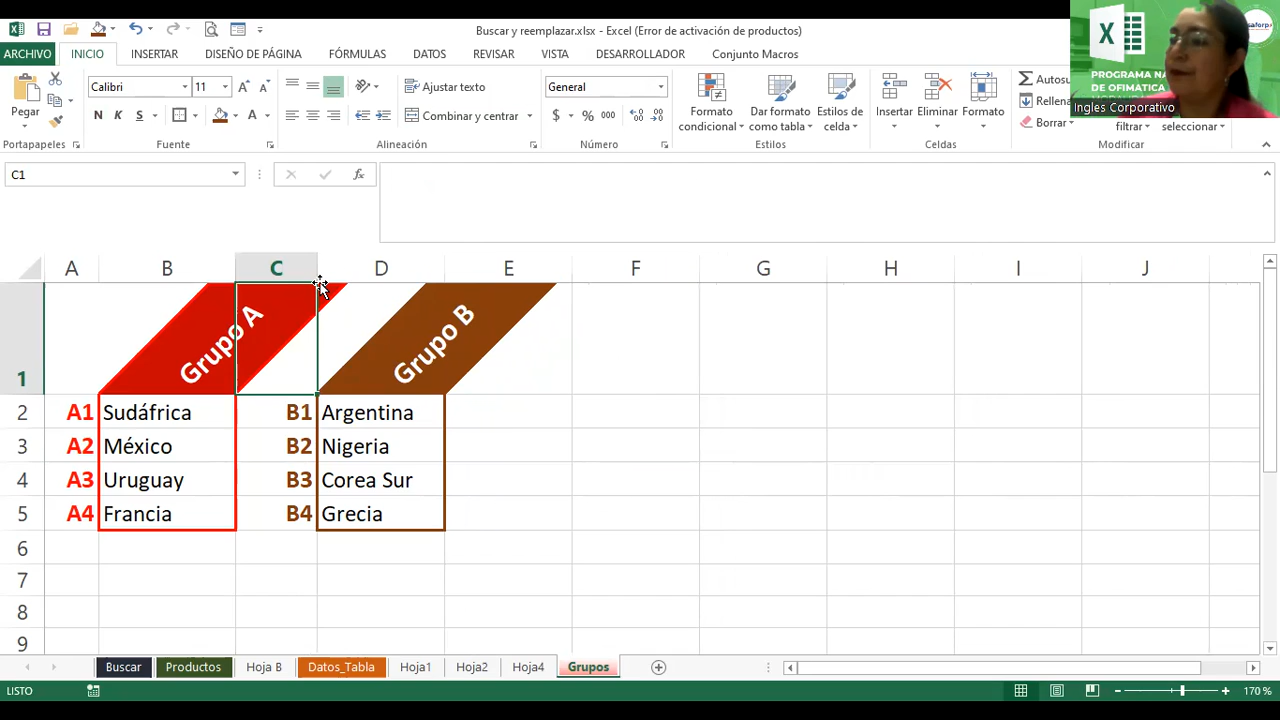 Buscar y reemplazar.xlsx - Excel (Error de activación de productos)
ARCHIVO INICIO INSERTAR DISEÑO DE PÁGINA FÓRMULAS DATOS REVISAR VISTA DESARROLLADOR Conjunto Macros
Pegar
Calibri 11
N K S
Ajustar texto
Combinar y centrar
General
$ % 000
Formato condicional
Dar formato como tabla
Estilos de celda
Insertar
Eliminar
Formato
Autosu
Rellena
Borrar
filtrar
seleccionar
Portapapeles Fuente Alineación Número Estilos Celdas Modificar
PROGRAMA NA
DE OFIMATICA
Ingles Corporativo
C1 fx
A B C D E F G H I J
1 Grupo A Grupo B
2 A1 Sudáfrica B1 Argentina
3 A2 México B2 Nigeria
4 A3 Uruguay B3 Corea Sur
5 A4 Francia B4 Grecia
6
7
8
9
Buscar Productos Hoja B Datos_Tabla Hoja1 Hoja2 Hoja4 Grupos
LISTO 170 %